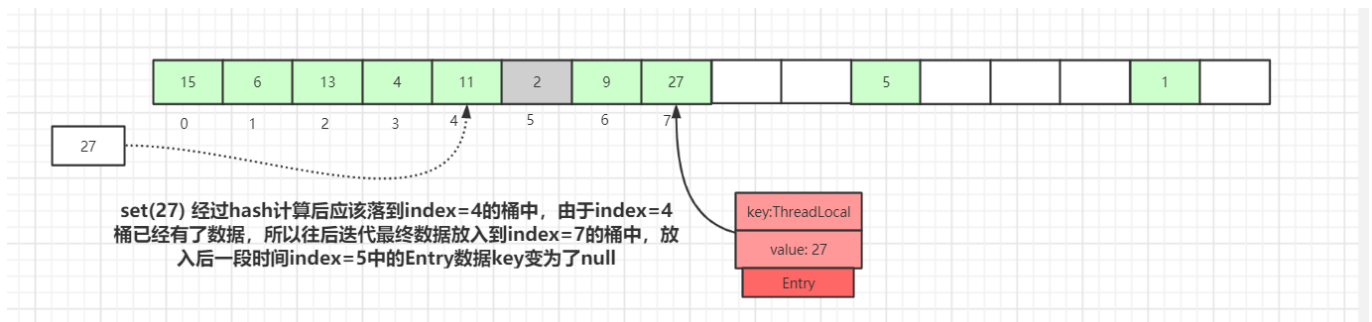 15 6 13 4 11 2 9 27 5 1
0 1 2 3 4 5 6 7
27
set(27) 经过hash计算后应该落到index=4的桶中，由于index=4
桶已经有了数据，所以往后迭代最终数据放入到index=7的桶中，放
入后一段时间index=5中的Entry数据key变为了null
key:ThreadLocal
value: 27
Entry